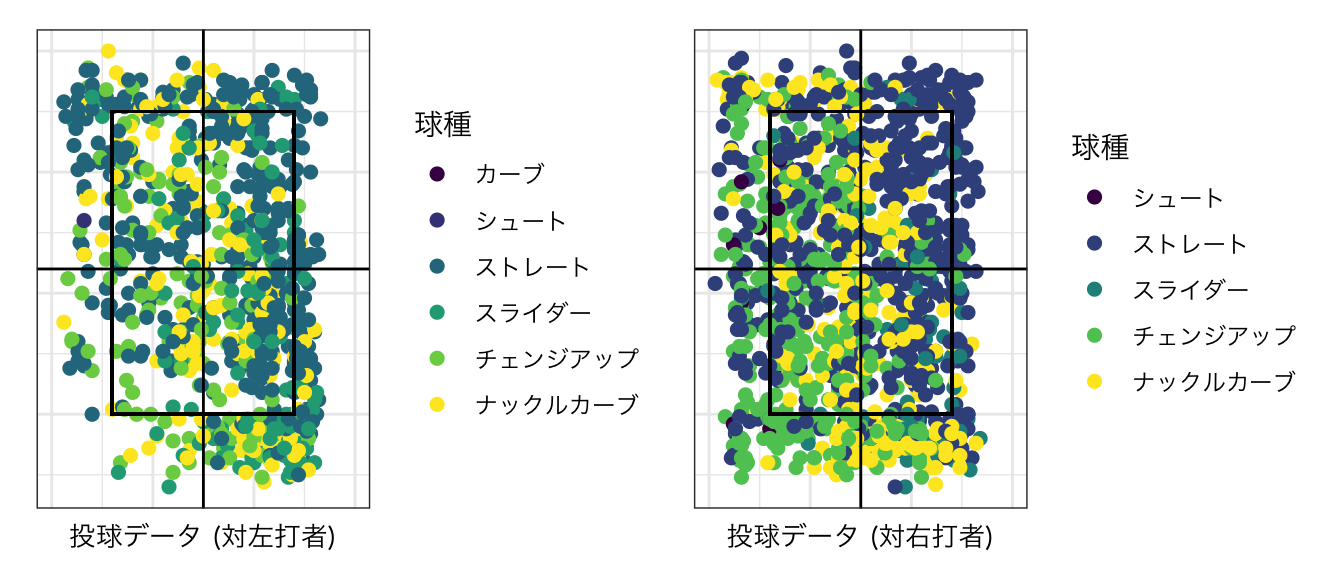 球種
カーブ
シュート
ストレート
スライダー
チェンジアップ
ナックルカーブ
投球データ (対左打者)
球種
シュート
ストレート
スライダー
チェンジアップ
ナックルカーブ
投球データ (対右打者)